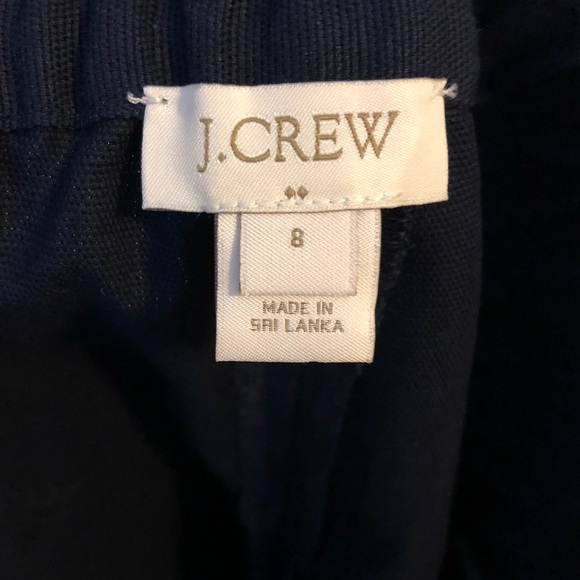 J.CREW
8
MADE IN
SRI LANKA